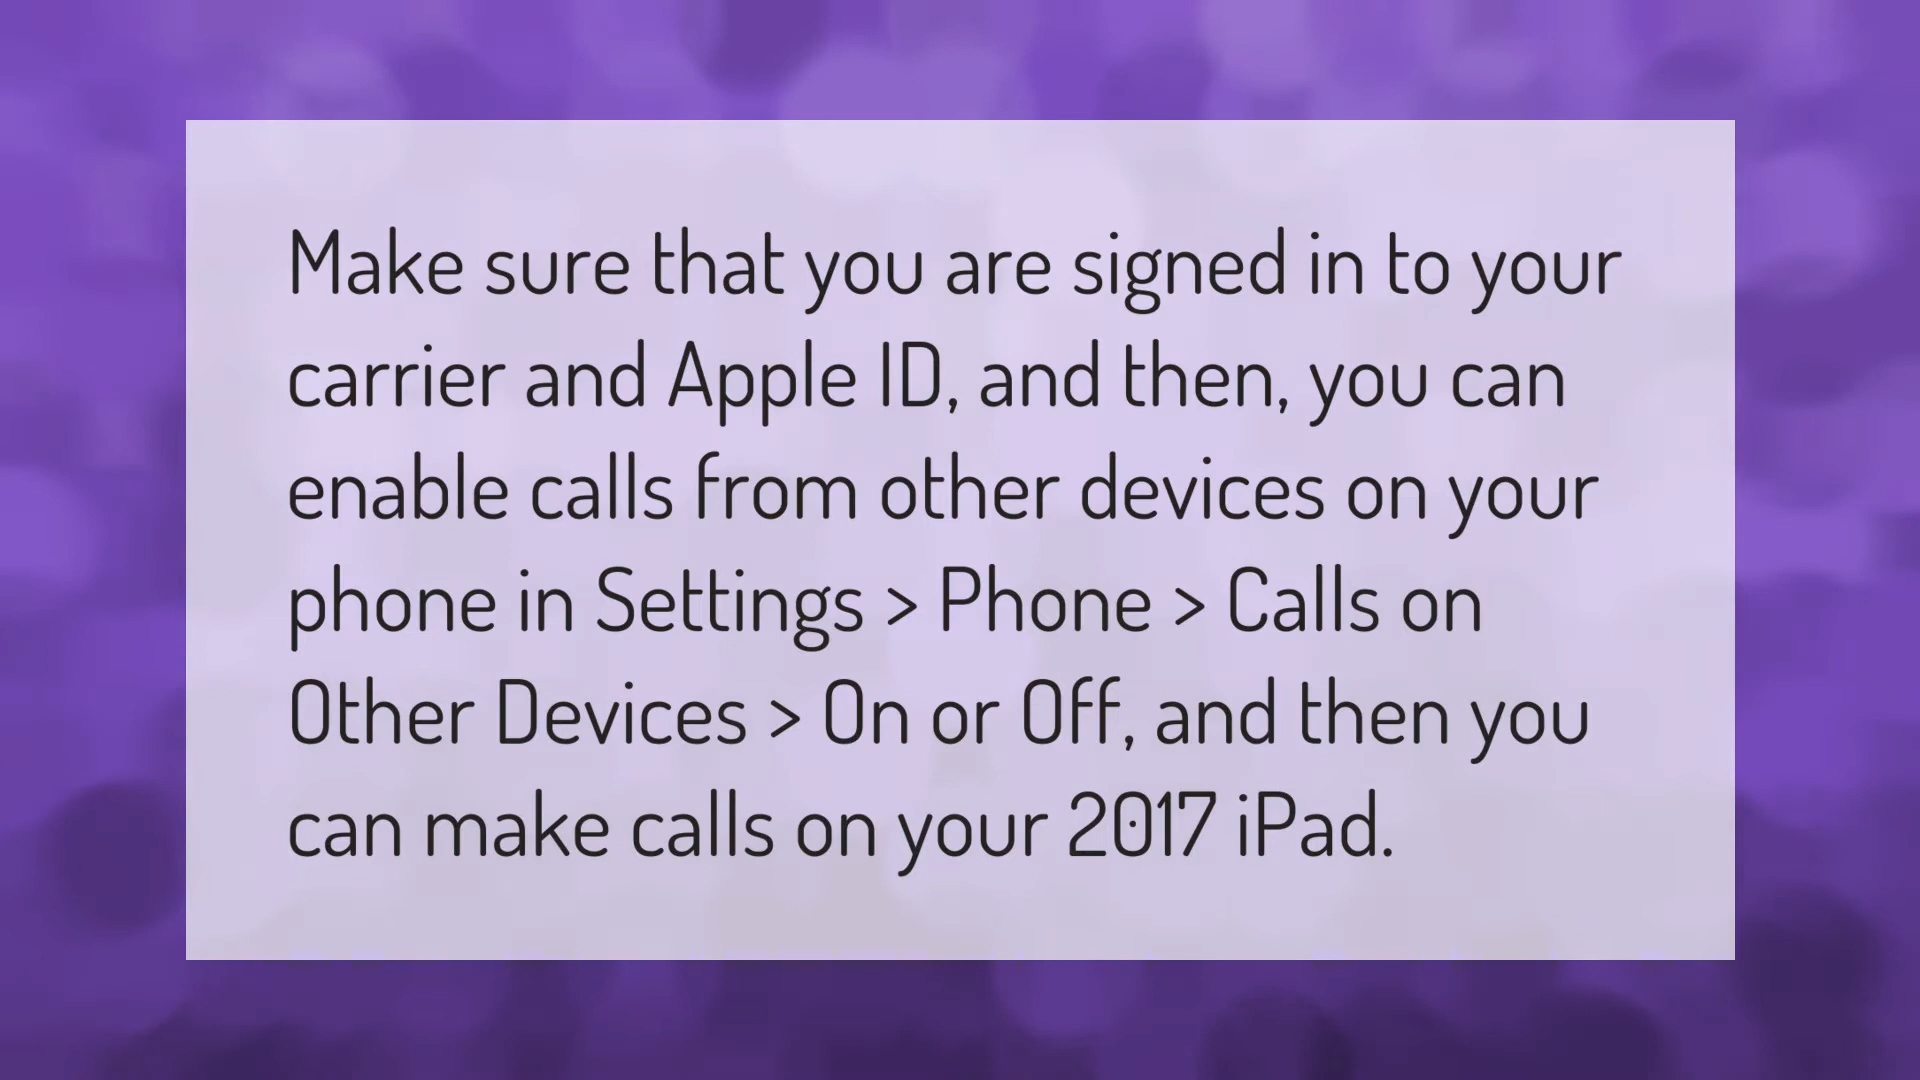 Make sure that you are signed in to your
carrier and Apple ID, and then, you can
enable calls from other devices on your
phone in Settings > Phone > Calls on
Other Devices > On or Off, and then you
can make calls on your 2017 iPad.